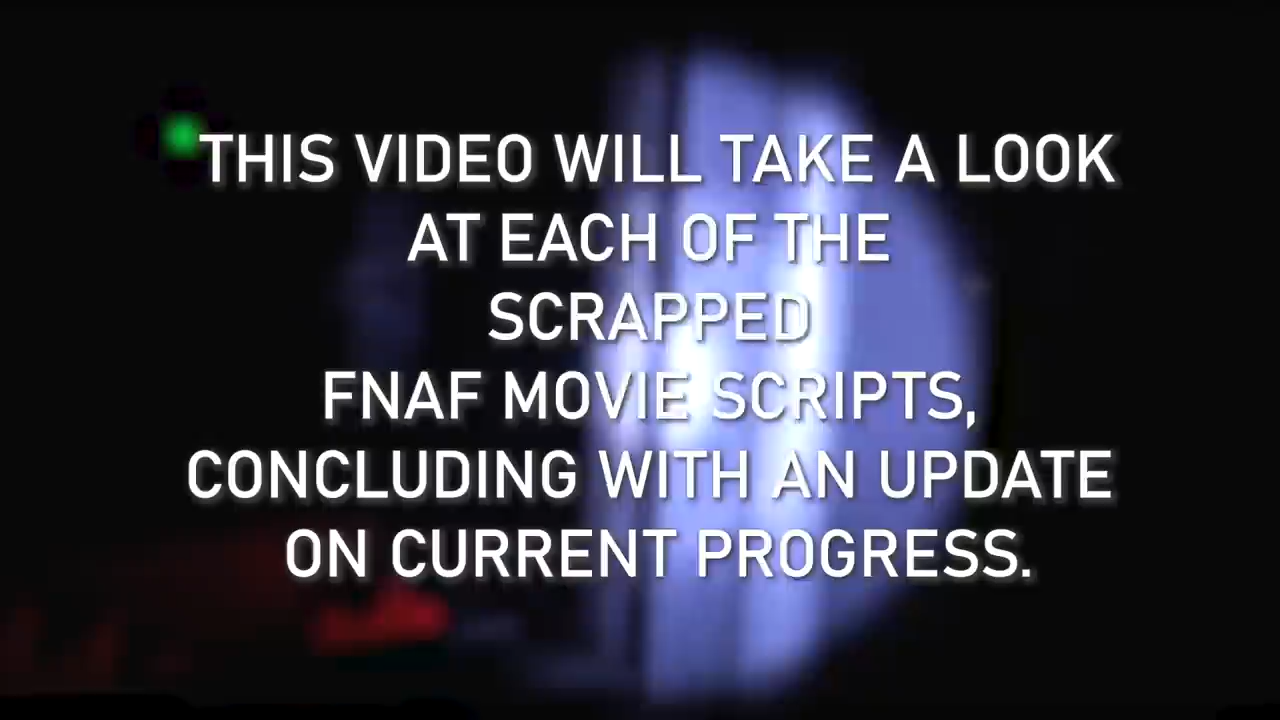 THIS VIDEO WILL TAKE A LOOK
AT EACH OF THE
SCRAPPED
FNAF MOVIE SCRIPTS,
CONCLUDING WITH AN UPDATE
ON CURRENT PROGRESS.